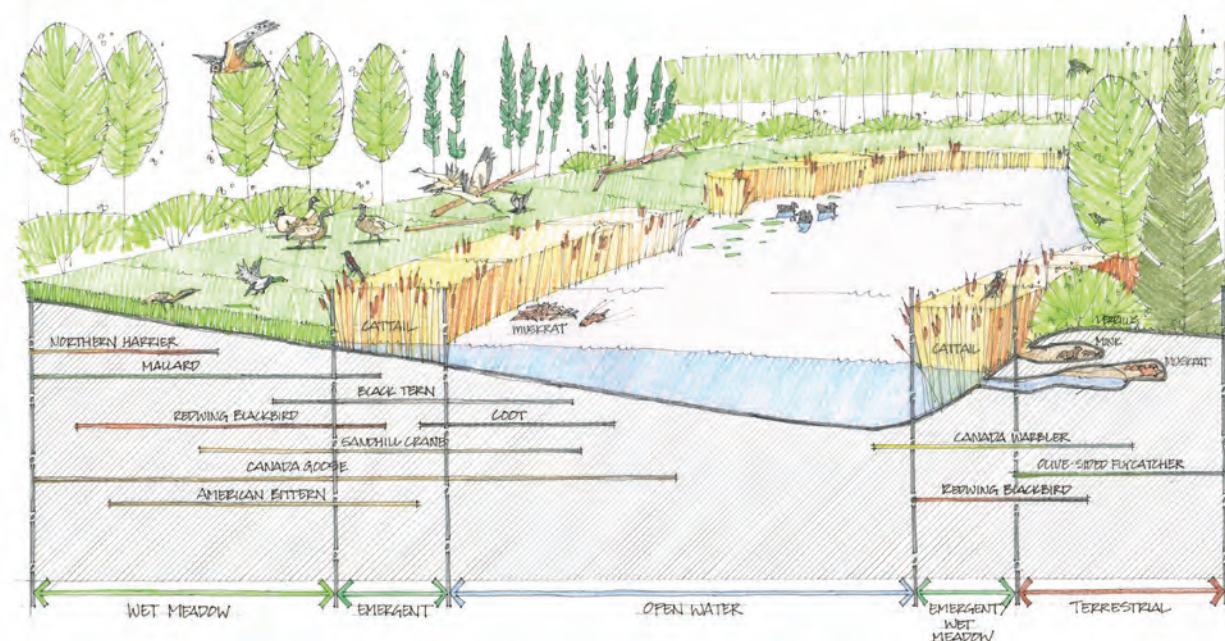 CATTAIL
MUSKRAT
CATTAIL
MINK
MUSKRAT
NORTHERN HARRIER
MALLARD
BLACK TERN
REDWING BLACKBIRD
COOT
SANDHILL CRANE
CANADA GOOSE
AMERICAN BITTERN
CANADA WARBLER
OLIVE-SIDED FLYCATCHER
REDWING BLACKBIRD
WET MEADOW
EMERGENT
OPEN WATER
EMERGENT/
WET
MEADOW
TERRESTRIAL